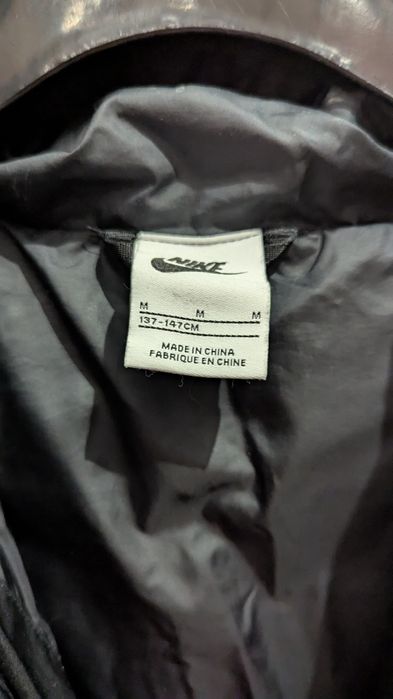 NIKE
M M M
137-147CM
MADE IN CHINA
FABRIQUE EN CHINE